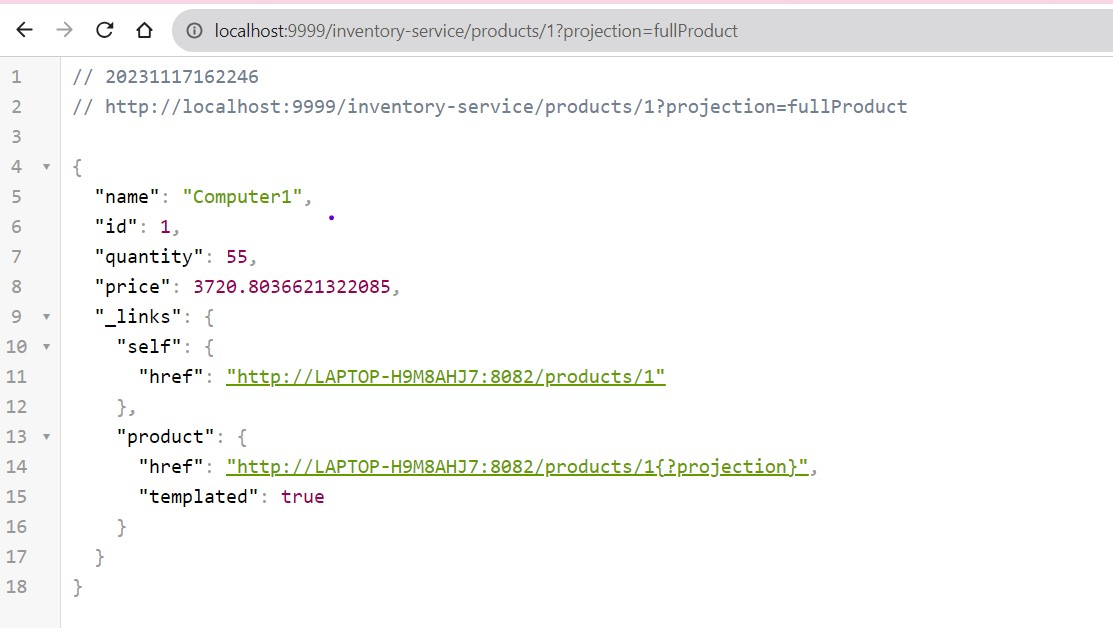 localhost:9999/inventory-service/products/1?projection=fullProduct
1 // 20231117162246
2 // http://localhost:9999/inventory-service/products/1?projection=fullProduct
3
4 {
5 "name": "Computer1",
6 "id": 1,
7 "quantity": 55,
8 "price": 3720.8036621322085,
9 "_links": {
10 "self": {
11 "href": "http://LAPTOP-H9M8AHJ7:8082/products/1"
12 },
13 "product": {
14 "href": "http://LAPTOP-H9M8AHJ7:8082/products/1{?projection}",
15 "templated": true
16 }
17 }
18 }